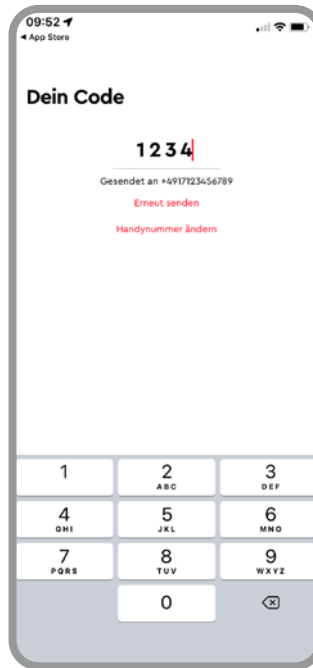 09:52
App Store
Dein Code
1234
Gesendet an +4917123456789
Erneut senden
Handynummer ändern
1 2 3
ABC DEF
4 5 6
GHI JKL MNO
7 8 9
PQRS TUV WXYZ
0